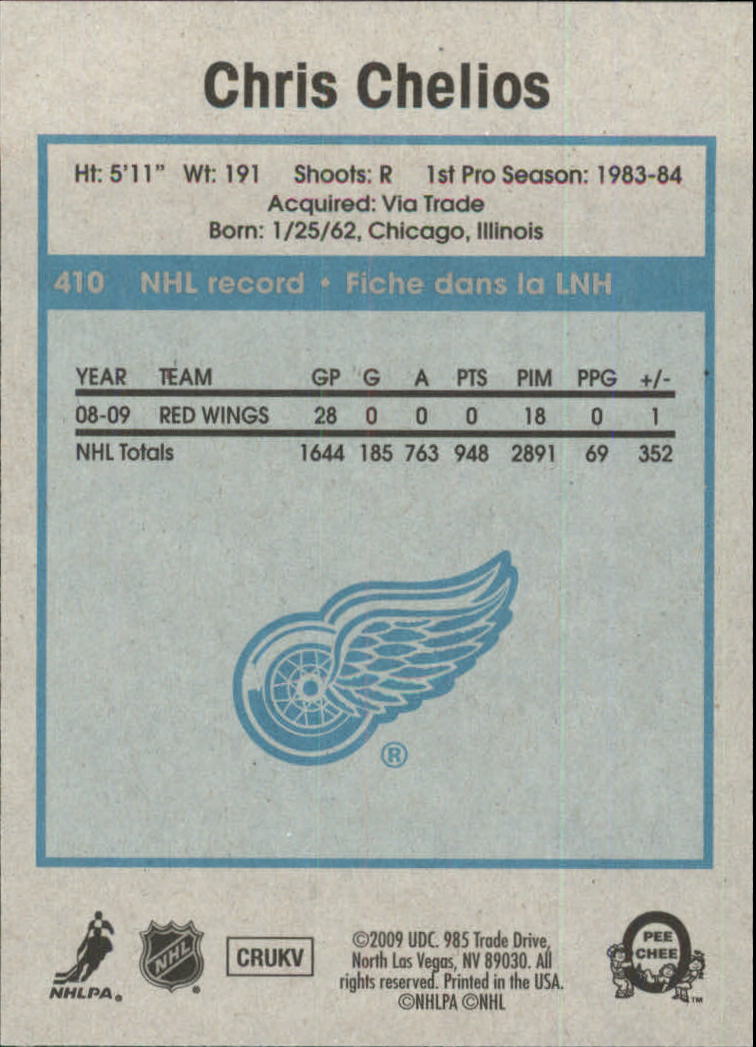 Chris Chelios
Ht: 5'11" Wt: 191 Shoots: R 1st Pro Season: 1983-84
Acquired: Via Trade
Born: 1/25/62, Chicago, Illinois
410 NHL record • Fiche dans la LNH
YEAR TEAM GP G A PTS PIM PPG +/-
08-09 RED WINGS 28 0 0 0 18 0 1
NHL Totals 1644 185 763 948 2891 69 352
®
NHLPA®
NHL®
CRUKV
©2009 UDC. 985 Trade Drive,
North Las Vegas, NV 89030. All
rights reserved. Printed in the USA.
©NHLPA ©NHL
O
PEE
CHEE
™